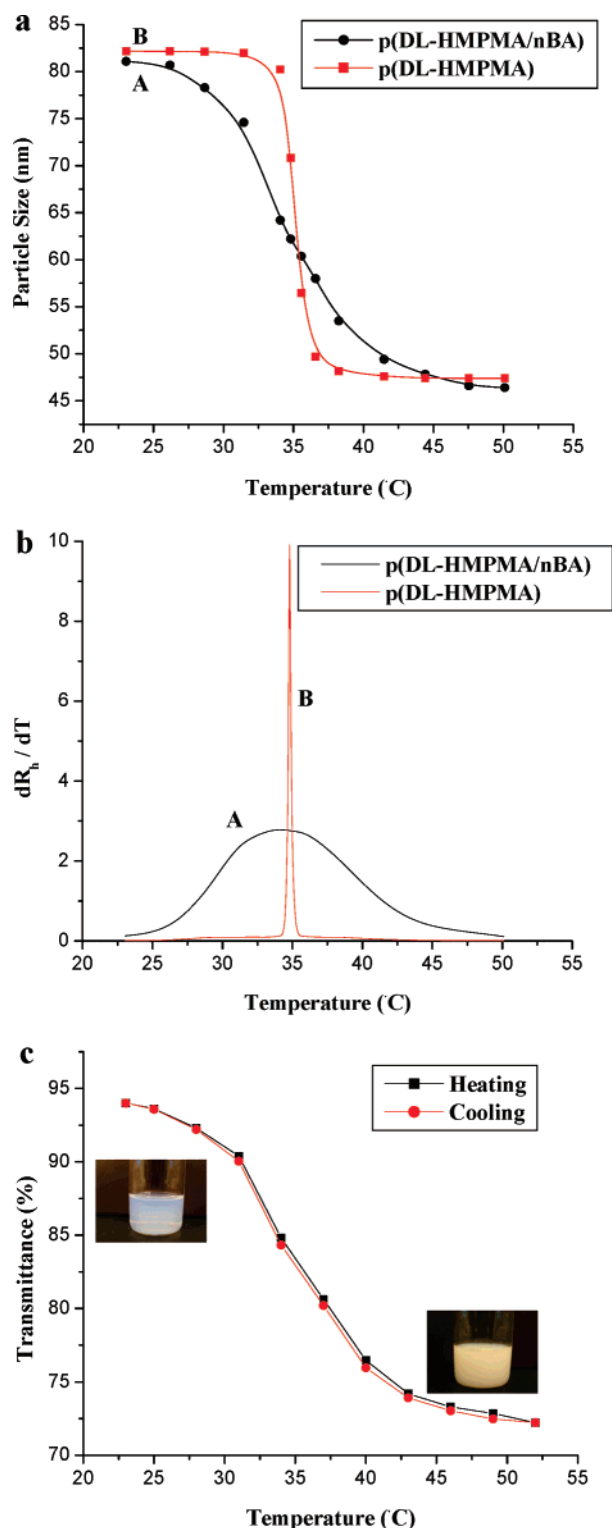 a
p(DL-HMPMA/nBA)
p(DL-HMPMA)
B
A
85
80
75
70
65
60
55
50
45
Particle Size (nm)
20 25 30 35 40 45 50 55
Temperature (°C)
b
p(DL-HMPMA/nBA)
p(DL-HMPMA)
B
A
10
8
6
4
2
0
dRh / dT
20 25 30 35 40 45 50 55
Temperature (°C)
c
Heating
Cooling
95
90
85
80
75
70
Transmittance (%)
20 25 30 35 40 45 50 55
Temperature (°C)